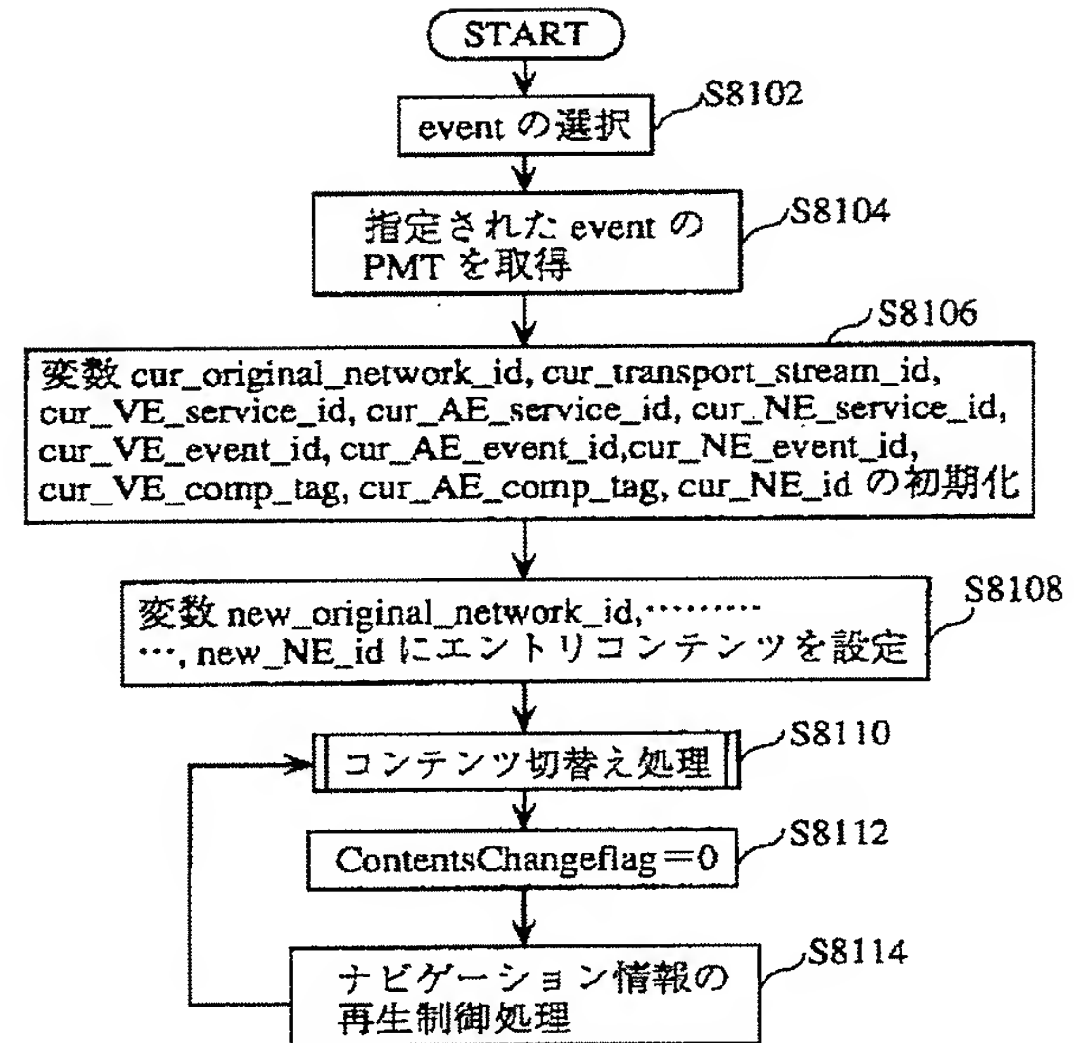 START
S8102
event の選択
S8104
指定された event の
PMT を取得
S8106
変数 cur_original_network_id, cur_transport_stream_id,
cur_VE_service_id, cur_AE_service_id, cur_NE_service_id,
cur_VE_event_id, cur_AE_event_id,cur_NE_event_id,
cur_VE_comp_tag, cur_AE_comp_tag, cur_NE_id の初期化
S8108
変数 new_original_network_id,………
…, new_NE_id にエントリコンテンツを設定
S8110
コンテンツ切替え処理
S8112
ContentsChangeflag＝0
S8114
ナビゲーション情報の
再生制御処理